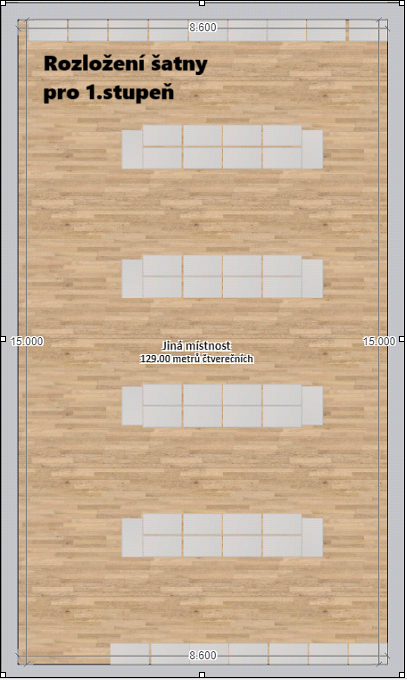 8.600
Rozložení šatny
pro 1.stupeň
Jiná místnost
15.000
15.000
129.00 metrů čtverečních
8.600